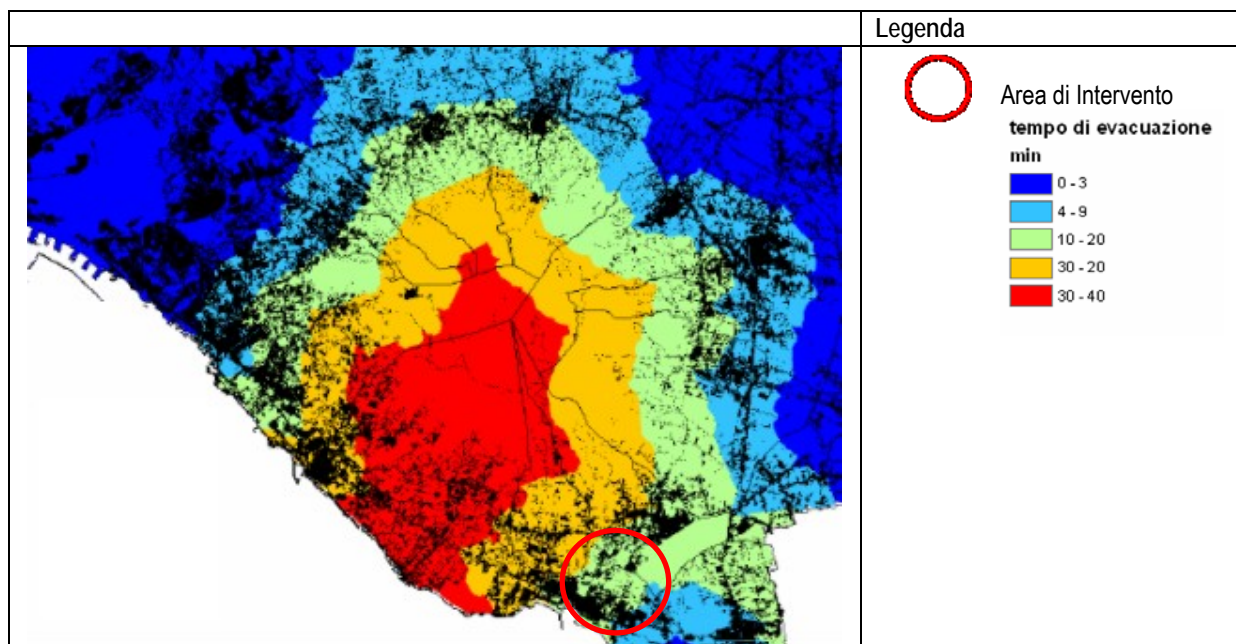 Legenda
Area di Intervento
tempo di evacuazione
min
0 - 3
4 - 9
10 - 20
30 - 20
30 - 40